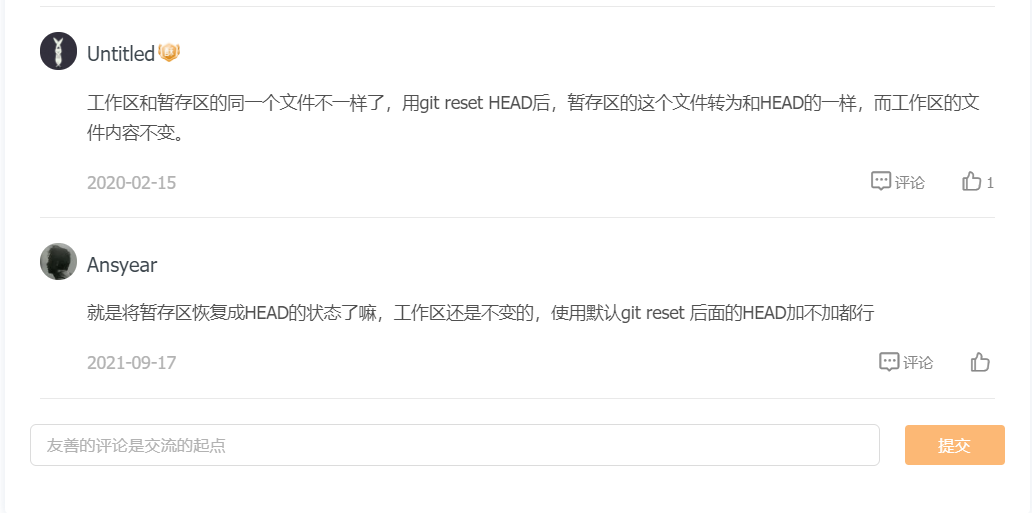 Untitled
工作区和暂存区的同一个文件不一样了，用git reset HEAD后，暂存区的这个文件转为和HEAD的一样，而工作区的文
件内容不变。
2020-02-15 评论 1
Ansyear
就是将暂存区恢复成HEAD的状态了嘛，工作区还是不变的，使用默认git reset 后面的HEAD加不加都行
2021-09-17 评论
友善的评论是交流的起点 提交